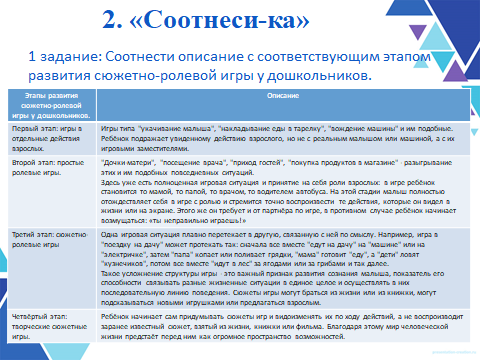 2. «Соотнеси-ка»
1 задание: Соотнести описание с соответствующим этапом
развития сюжетно-ролевой игры у дошкольников.
Этапы развития
сюжетно-ролевой
игры у дошкольников.
Описание
Первый этап: игры в
отдельные действия
взрослых.
Игры типа "укачивание малыша", "накладывание еды в тарелку", "вождение машины" и им подобные.
Ребёнок подражает увиденному действию взрослого, но не с реальным малышом или машиной, а с их
игровыми заместителями.
Второй этап: простые
ролевые игры.
"Дочки матери", "посещение врача", "приход гостей", "покупка продуктов в магазине" - разыгрывание
этих и им подобных повседневных ситуаций.
Здесь уже есть полноценная игровая ситуация и принятие на себя роли взрослых: в игре ребёнок
становится то мамой, то папой, то врачом, то водителем автобуса. На этой стадии малыш полностью
отождествляет себя в игре с ролью и стремится точно воспроизвести те действия, которые он видел в
жизни или на экране. Этого же он требует и от партнёра по игре, в противном случае ребёнок начинает
возмущаться: «ты неправильно играешь!»
Третий этап: сюжетно-
ролевые игры
Одна игровая ситуация плавно перетекает в другую, связанную с ней по смыслу. Например, игра в
"поездку на дачу" может протекать так: сначала все вместе "едут на дачу" на "машине" или на
"электричке", затем "папа" копает или поливает грядки, "мама" готовит "еду", а "дети" ловят
"кузнечиков", потом все вместе "идут в лес" за ягодами или за грибами и так далее.
Такое усложнение структуры игры - это важный признак развития сознания малыша, показатель его
способности связывать разные жизненные ситуации в единое целое и осуществлять в них
последовательную линию поведения. Сюжеты игры могут браться из жизни или из книжки, могут
подсказываться новыми игрушками или предлагаться взрослым.
Четвёртый этап:
творческие сюжетные
игры.
Ребёнок начинает сам придумывать сюжеты игр и видоизменять их по ходу действий, а не воспроизводит
заранее известный сюжет, взятый из жизни, книжки или фильма. Благодаря этому мир человеческой
жизни предстаёт перед ним как огромное пространство возможностей.